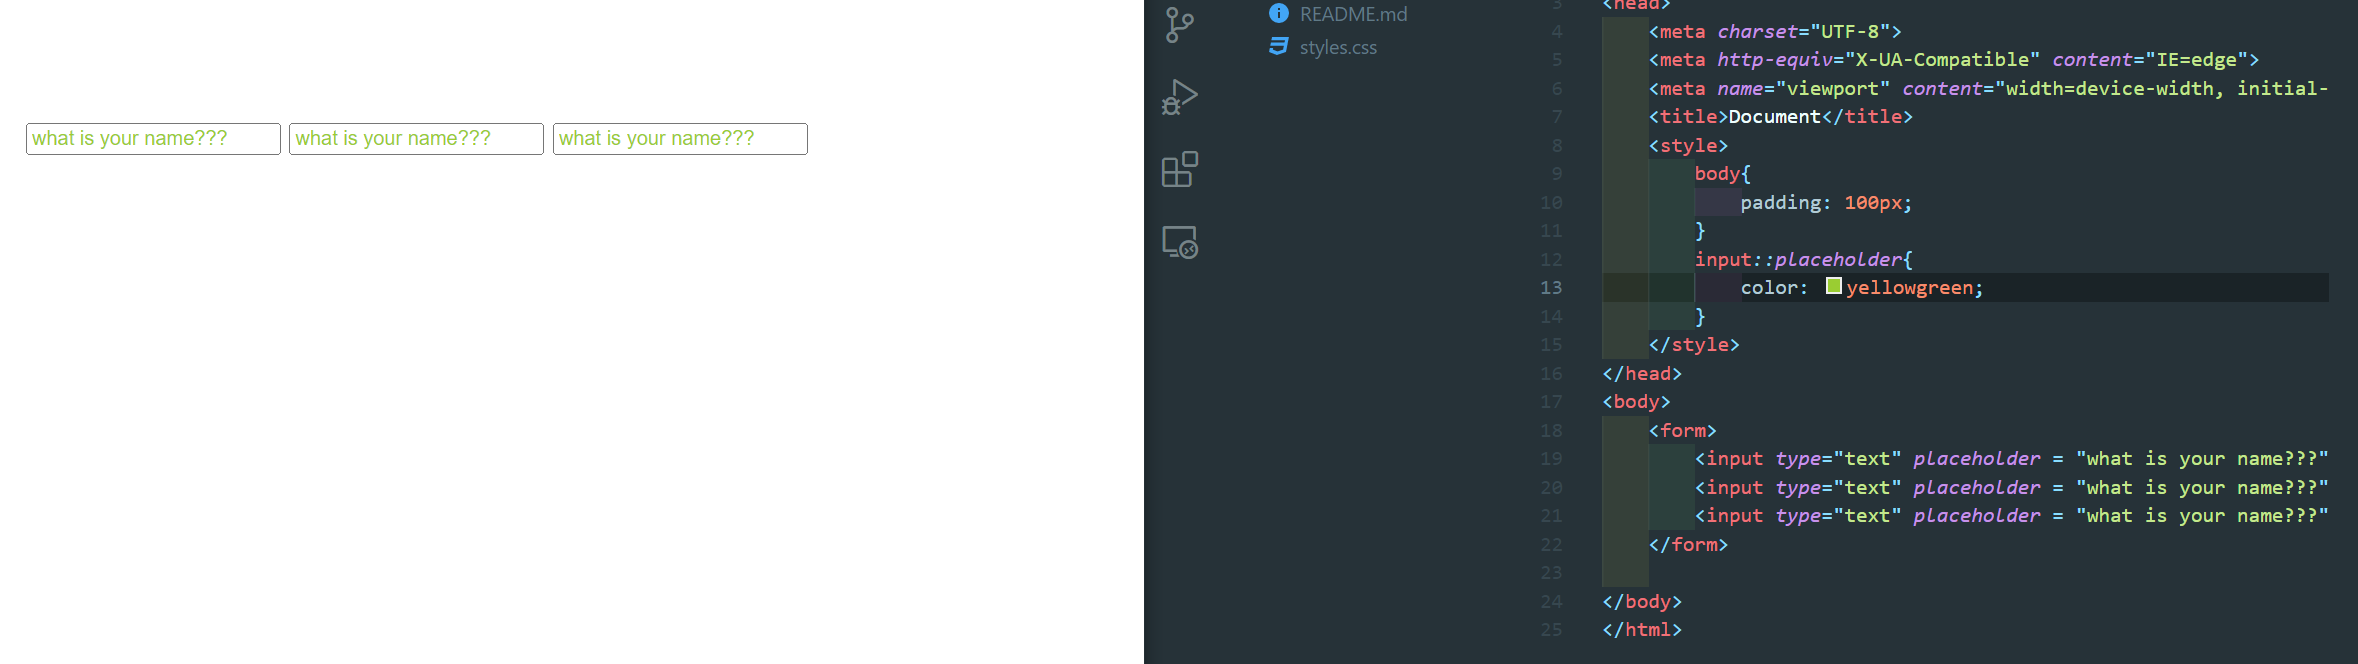 what is your name??? what is your name??? what is your name???
README.md
styles.css
3 <head>
4 <meta charset="UTF-8">
5 <meta http-equiv="X-UA-Compatible" content="IE=edge">
6 <meta name="viewport" content="width=device-width, initial-
7 <title>Document</title>
8 <style>
9 body{
10 padding: 100px;
11 }
12 input::placeholder{
13 color: yellowgreen;
14 }
15 </style>
16 </head>
17 <body>
18 <form>
19 <input type="text" placeholder = "what is your name???"
20 <input type="text" placeholder = "what is your name???"
21 <input type="text" placeholder = "what is your name???"
22 </form>
23
24 </body>
25 </html>